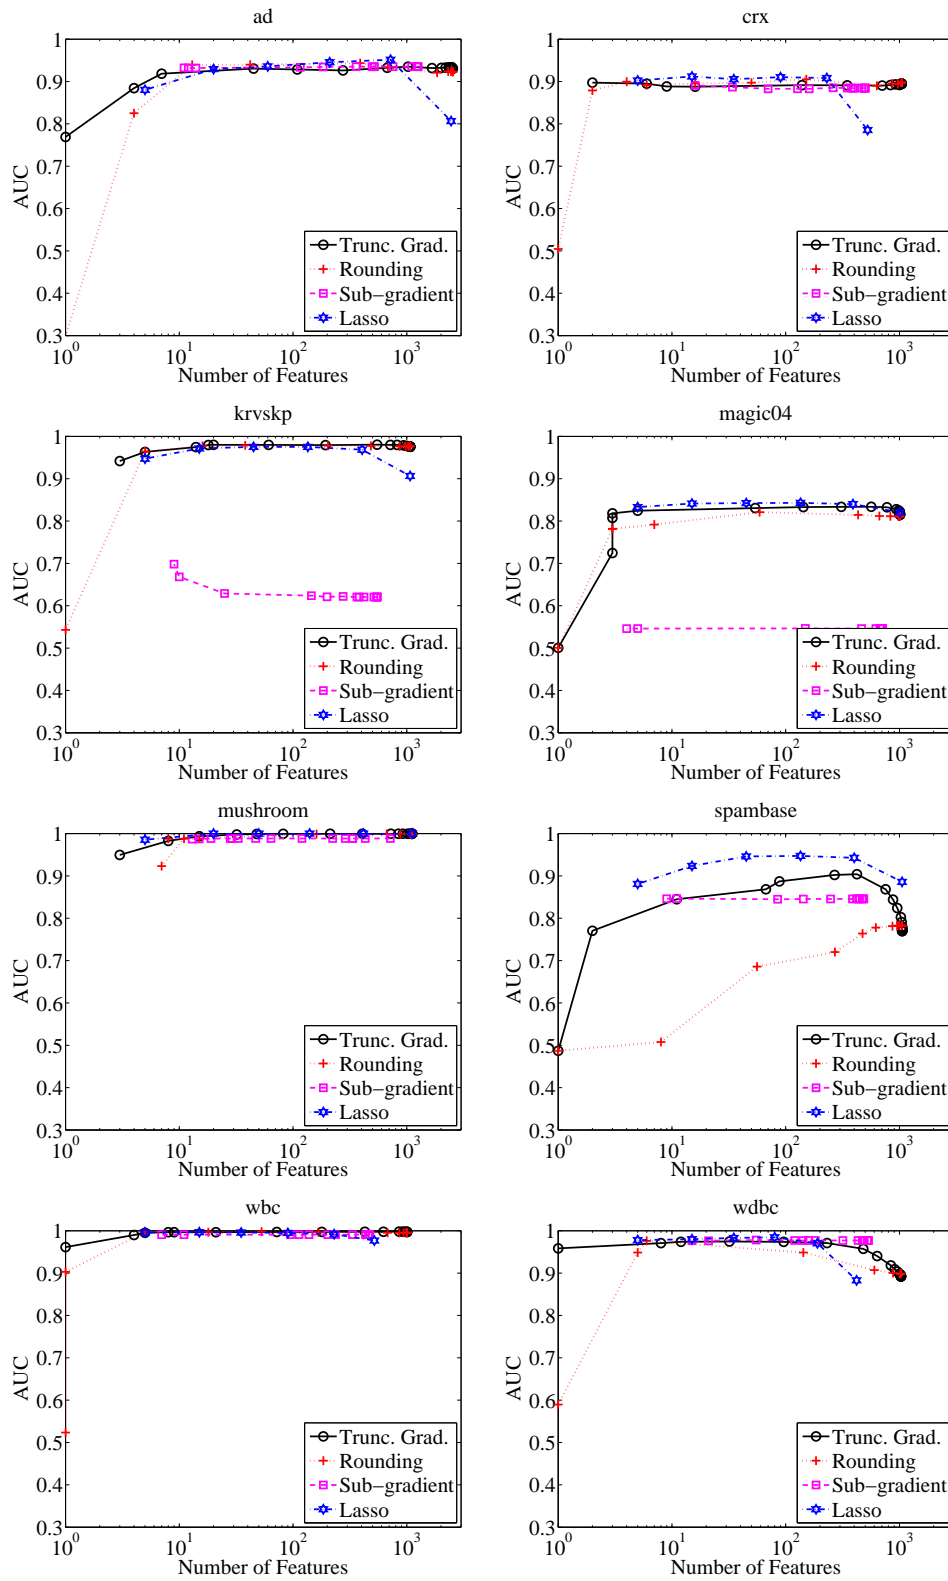 ad
1
0.9
0.8
0.7
0.6
0.5
0.4
0.3
AUC
10^0
10^1
10^2
10^3
Number of Features
Trunc. Grad.
Rounding
Sub−gradient
Lasso
crx
1
0.9
0.8
0.7
0.6
0.5
0.4
0.3
AUC
10^0
10^1
10^2
10^3
Number of Features
Trunc. Grad.
Rounding
Sub−gradient
Lasso
krvskp
1
0.9
0.8
0.7
0.6
0.5
0.4
0.3
AUC
10^0
10^1
10^2
10^3
Number of Features
Trunc. Grad.
Rounding
Sub−gradient
Lasso
magic04
1
0.9
0.8
0.7
0.6
0.5
0.4
0.3
AUC
10^0
10^1
10^2
10^3
Number of Features
Trunc. Grad.
Rounding
Sub−gradient
Lasso
mushroom
1
0.9
0.8
0.7
0.6
0.5
0.4
0.3
AUC
10^0
10^1
10^2
10^3
Number of Features
Trunc. Grad.
Rounding
Sub−gradient
Lasso
spambase
1
0.9
0.8
0.7
0.6
0.5
0.4
0.3
AUC
10^0
10^1
10^2
10^3
Number of Features
Trunc. Grad.
Rounding
Sub−gradient
Lasso
wbc
1
0.9
0.8
0.7
0.6
0.5
0.4
0.3
AUC
10^0
10^1
10^2
10^3
Number of Features
Trunc. Grad.
Rounding
Sub−gradient
Lasso
wdbc
1
0.9
0.8
0.7
0.6
0.5
0.4
0.3
AUC
10^0
10^1
10^2
10^3
Number of Features
Trunc. Grad.
Rounding
Sub−gradient
Lasso